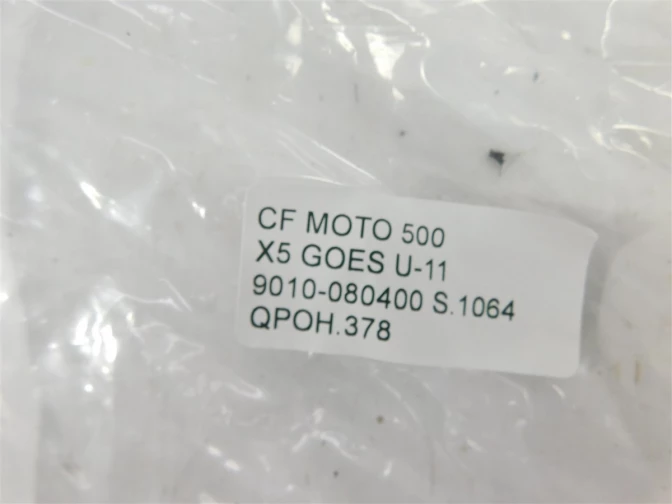 CF MOTO 500
X5 GOES U-11
9010-080400 S.1064
QPOH.378